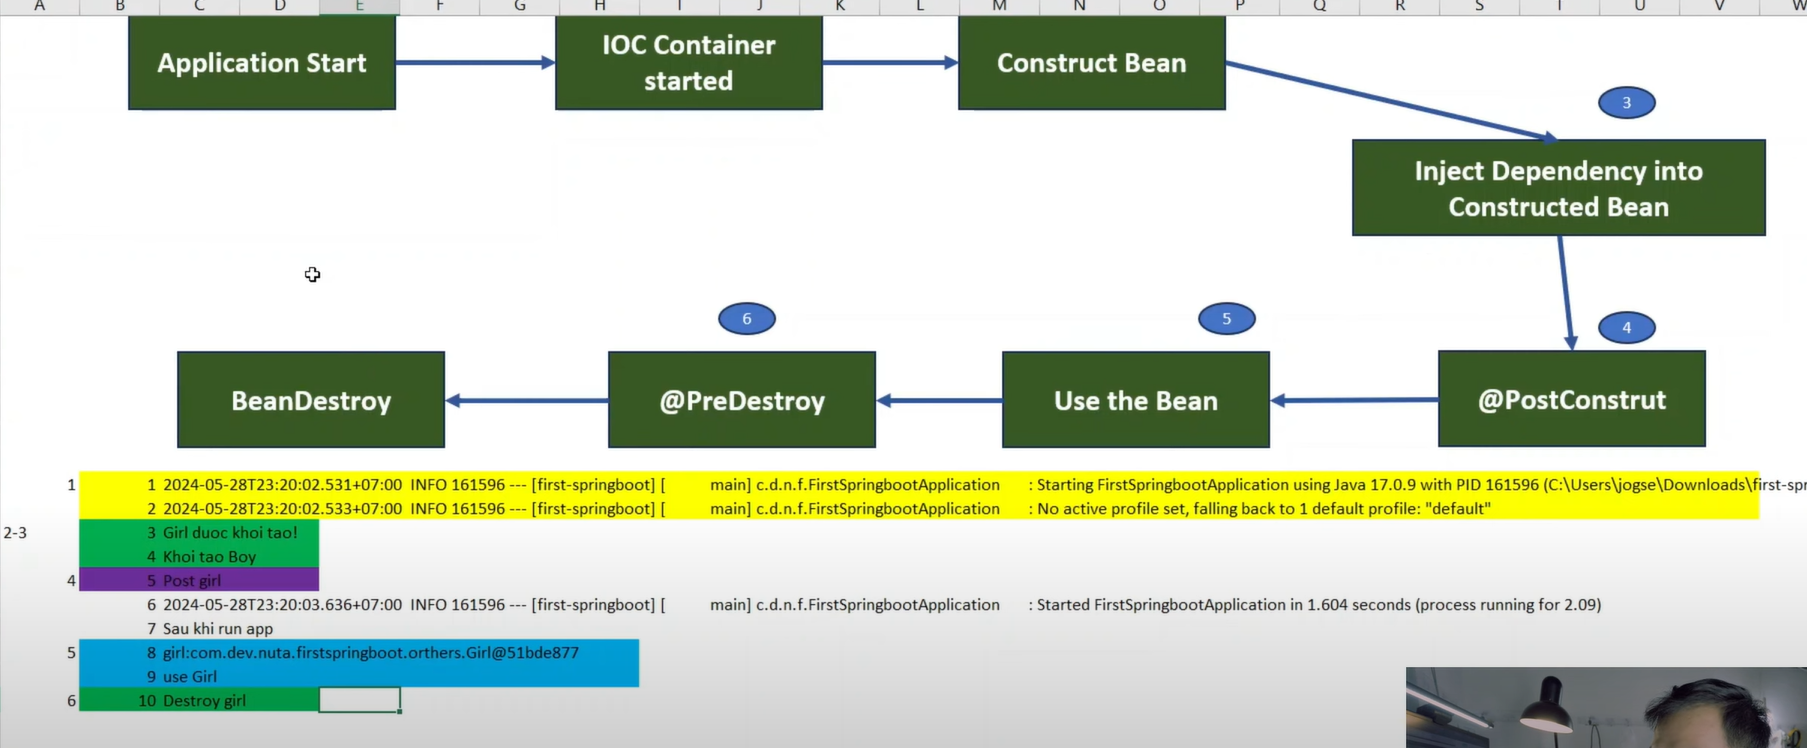 A B C D E F G H I J K L M N O P Q R S T U V W
Application Start
IOC Container
started
Construct Bean
3
Inject Dependency into
Constructed Bean
6
5
4
BeanDestroy
@PreDestroy
Use the Bean
@PostConstrut
1 1 2024-05-28T23:20:02.531+07:00 INFO 161596 --- [first-springboot] [ main] c.d.n.f.FirstSpringbootApplication : Starting FirstSpringbootApplication using Java 17.0.9 with PID 161596 (C:\Users\jogse\Downloads\first-spr
2 2024-05-28T23:20:02.533+07:00 INFO 161596 --- [first-springboot] [ main] c.d.n.f.FirstSpringbootApplication : No active profile set, falling back to 1 default profile: "default"
2-3 3 Girl duoc khoi tao!
4 Khoi tao Boy
4 5 Post girl
6 2024-05-28T23:20:03.636+07:00 INFO 161596 --- [first-springboot] [ main] c.d.n.f.FirstSpringbootApplication : Started FirstSpringbootApplication in 1.604 seconds (process running for 2.09)
7 Sau khi run app
5 8 girl:com.dev.nuta.firstspringboot.orthers.Girl@51bde877
9 use Girl
6 10 Destroy girl